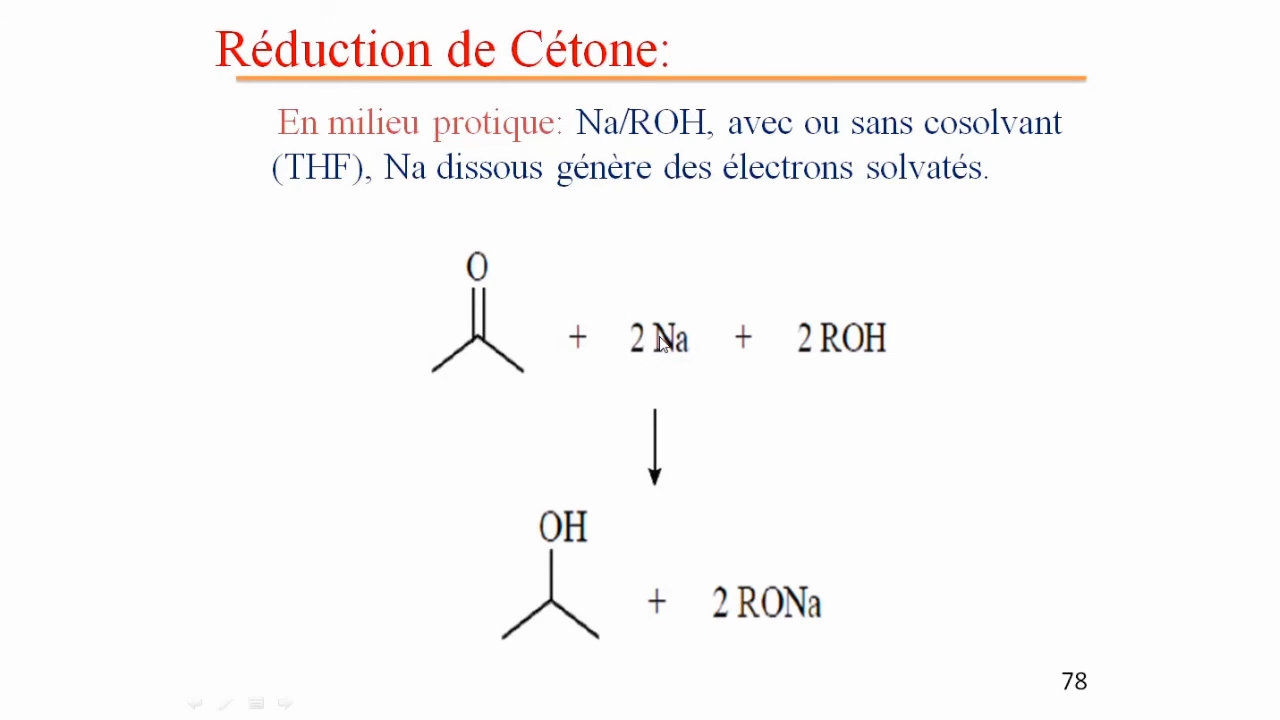 Réduction de Cétone:
En milieu protique: Na/ROH, avec ou sans cosolvant
(THF), Na dissous génère des électrons solvatés.
O
+ 2 Na + 2 ROH
OH
+ 2 RONa
78